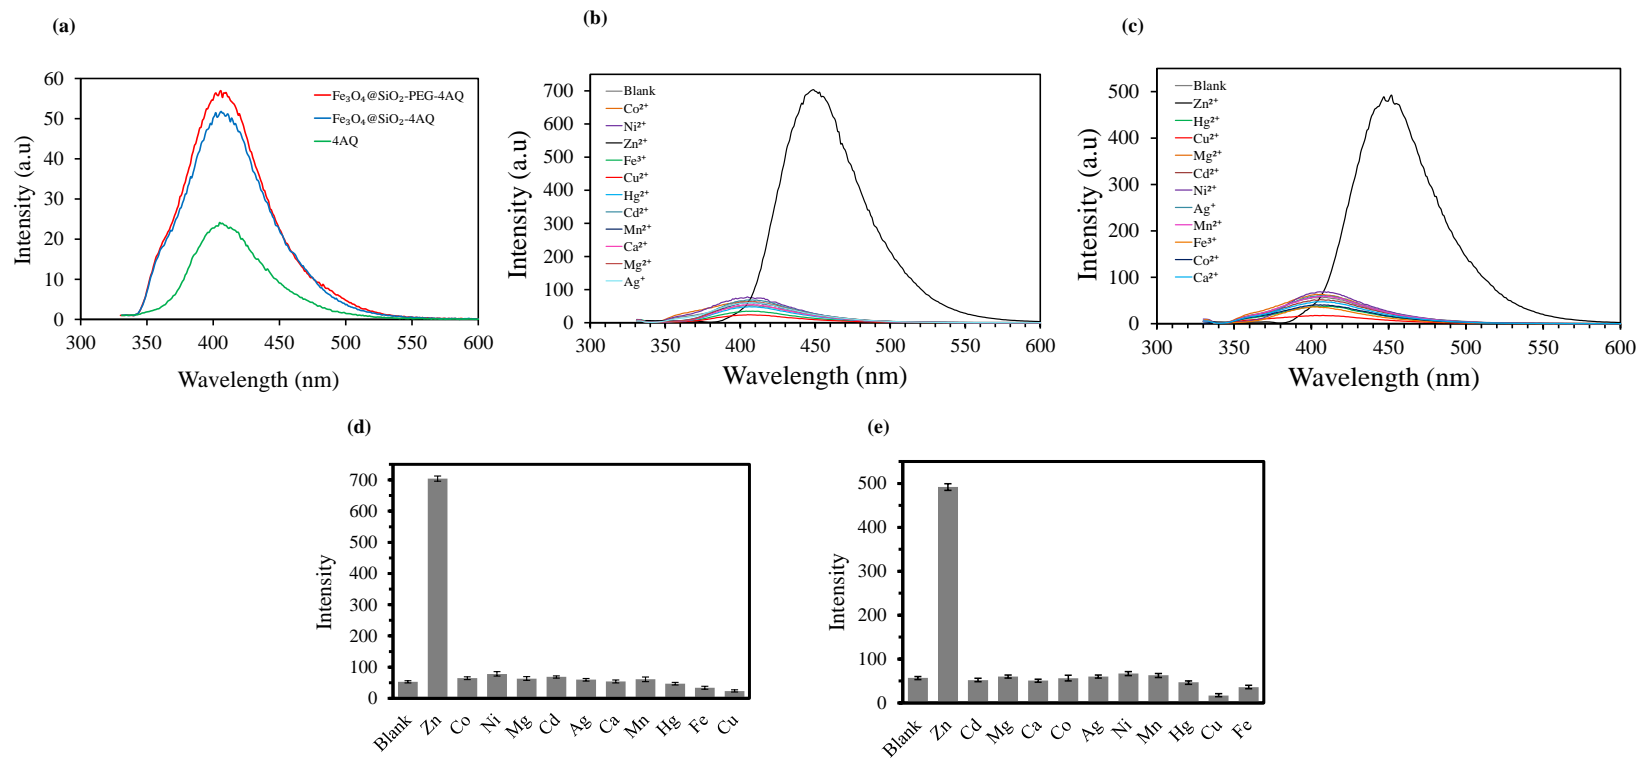 (a)
60
50
40
30
20
10
0
300
350
400
450
500
550
600
Intensity (a.u)
Wavelength (nm)
Fe₃O₄@SiO₂-PEG-4AQ
Fe₃O₄@SiO₂-4AQ
4AQ
(b)
700
600
500
400
300
200
100
0
300
350
400
450
500
550
600
Intensity (a.u)
Wavelength (nm)
Blank
Co²⁺
Ni²⁺
Zn²⁺
Fe³⁺
Cu²⁺
Hg²⁺
Cd²⁺
Mn²⁺
Ca²⁺
Mg²⁺
Ag⁺
(c)
500
400
300
200
100
0
300
350
400
450
500
550
600
Intensity (a.u)
Wavelength (nm)
Blank
Zn²⁺
Hg²⁺
Cu²⁺
Mg²⁺
Cd²⁺
Ni²⁺
Ag⁺
Mn²⁺
Fe³⁺
Co²⁺
Ca²⁺
(d)
700
600
500
400
300
200
100
0
Intensity
Blank
Zn
Co
Ni
Mg
Cd
Ag
Ca
Mn
Hg
Fe
Cu
(e)
500
400
300
200
100
0
Intensity
Blank
Zn
Cd
Mg
Ca
Co
Ag
Ni
Mn
Hg
Cu
Fe